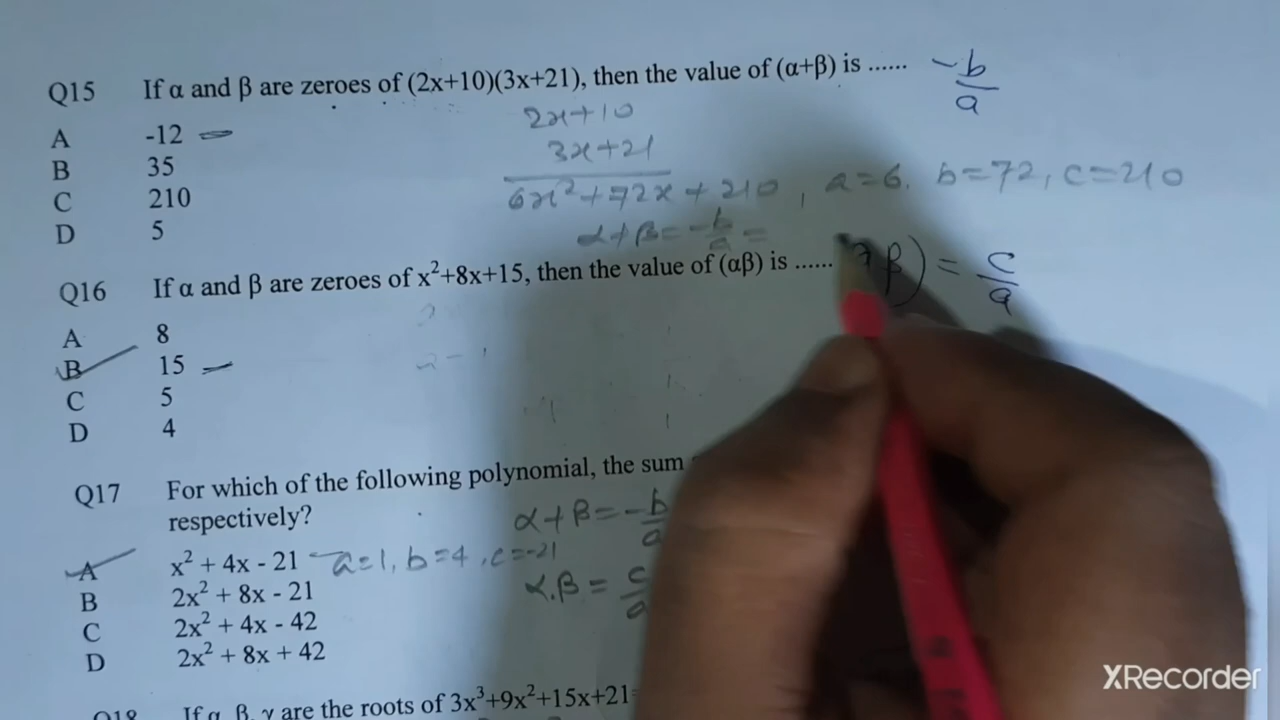 Q15 If α and β are zeroes of (2x+10)(3x+21), then the value of (α+β) is ...... -b/a
2x+10
A -12
3x+21
B 35
6x²+72x+210, a=6. b=72, c=210
C 210
α+β=-b/a=
D 5
Q16 If α and β are zeroes of x²+8x+15, then the value of (αβ) is ...... β) = c/a
A 8
B 15
C 5
D 4
Q17 For which of the following polynomial, the sum
respectively?
α+β=-b/a
A x² + 4x - 21 a=1, b=4, c=-21
B 2x² + 8x - 21
α.β = c/a
C 2x² + 4x - 42
D 2x² + 8x + 42
Q18 If α, β, γ are the roots of 3x³+9x²+15x+21
XRecorder